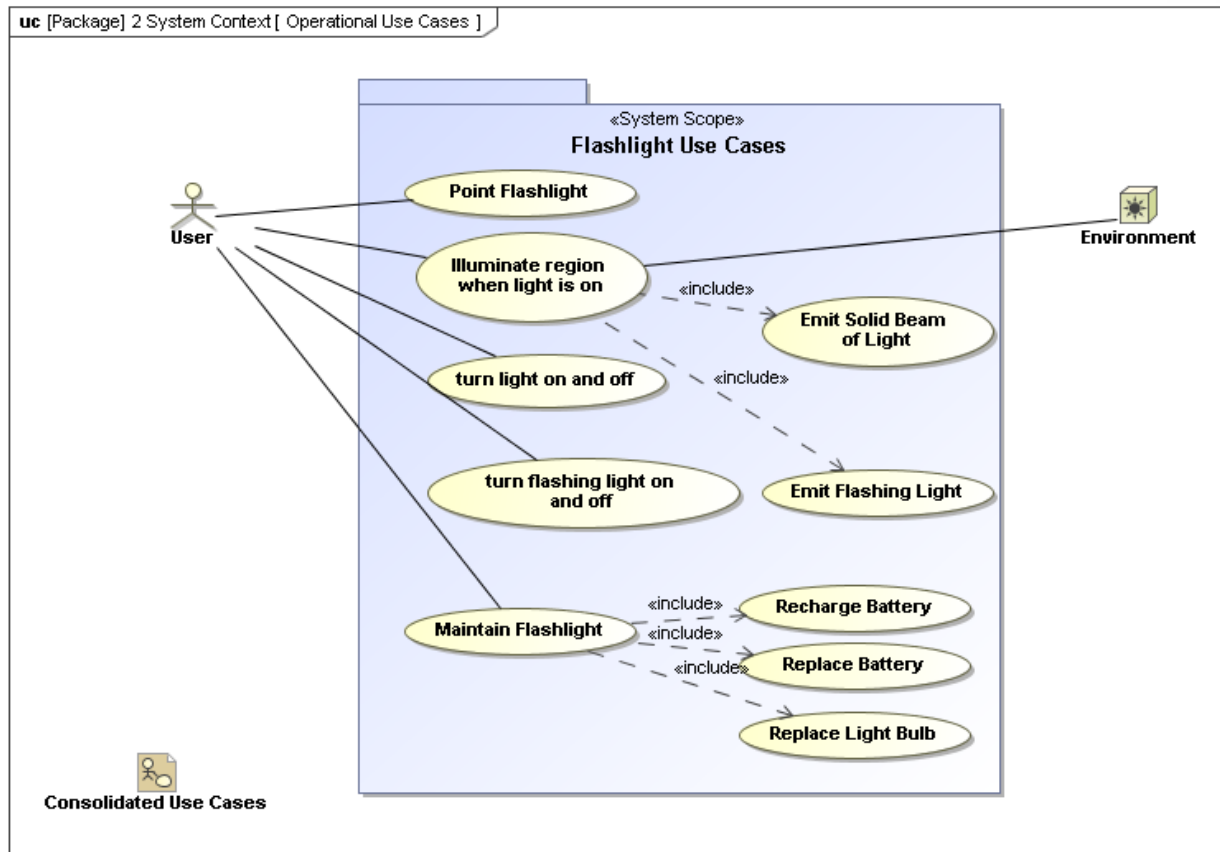 uc [Package] 2 System Context [ Operational Use Cases ]
«System Scope»
Flashlight Use Cases
Point Flashlight
User
Environment
Illuminate region
when light is on
«include»
Emit Solid Beam
of Light
turn light on and off
«include»
turn flashing light on
and off
Emit Flashing Light
Maintain Flashlight
«include»
Recharge Battery
«include»
Replace Battery
«include»
Replace Light Bulb
Consolidated Use Cases